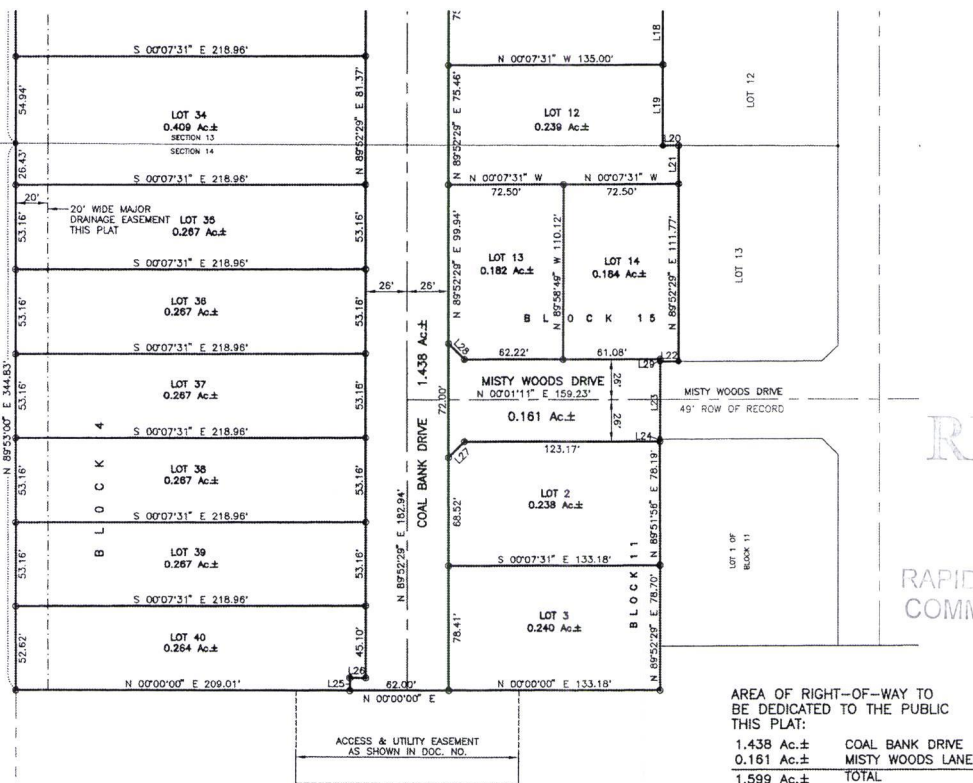 S 00°07'31" E 218.96'
54.94'
N 89°52'29" E 81.37'
LOT 34
0.409 Ac.±
SECTION 13
SECTION 14
26.43'
S 00°07'31" E 218.96'
20'
20' WIDE MAJOR
DRAINAGE EASEMENT
THIS PLAT
LOT 35
0.267 Ac.±
53.16'
53.16'
S 00°07'31" E 218.96'
LOT 36
0.267 Ac.±
53.16'
53.16'
S 00°07'31" E 218.96'
LOT 37
0.267 Ac.±
53.16'
53.16'
N 89°53'00" E 344.83'
BLOCK 4
S 00°07'31" E 218.96'
LOT 38
0.267 Ac.±
53.16'
53.16'
S 00°07'31" E 218.96'
LOT 39
0.267 Ac.±
53.16'
53.16'
S 00°07'31" E 218.96'
LOT 40
0.264 Ac.±
52.62'
45.10'
L26
L25
N 00°00'00" E 209.01'
62.00'
N 00°00'00" E
26'
26'
1.438 Ac.±
COAL BANK DRIVE
N 89°52'29" E 182.94'
72.00'
N 00°07'31" W 135.00'
L18
L19
N 89°52'29" E 75.46'
LOT 12
0.239 Ac.±
L20
L21
N 00°07'31" W
72.50'
N 00°07'31" W
72.50'
N 89°52'29" E 99.94'
LOT 13
0.182 Ac.±
N 89°58'49" W 110.12'
LOT 14
0.184 Ac.±
N 89°52'29" E 111.77'
BLOCK 15
L28
62.22'
61.08'
L29
L22
MISTY WOODS DRIVE
N 00°01'11" E 159.23'
0.161 Ac.±
26'
26'
L23
L24
L27
123.17'
LOT 2
0.238 Ac.±
68.52'
N 89°51'56" E 78.19'
S 00°07'31" E 133.18'
BLOCK 11
LOT 3
0.240 Ac.±
78.41'
N 89°52'29" E 78.70'
N 00°00'00" E 133.18'
LOT 12
LOT 13
MISTY WOODS DRIVE
49' ROW OF RECORD
LOT 1 OF
BLOCK 11
ACCESS & UTILITY EASEMENT
AS SHOWN IN DOC. NO.
R
RAPID
COMM
AREA OF RIGHT-OF-WAY TO
BE DEDICATED TO THE PUBLIC
THIS PLAT:
1.438 Ac.± COAL BANK DRIVE
0.161 Ac.± MISTY WOODS LANE
1.599 Ac.± TOTAL